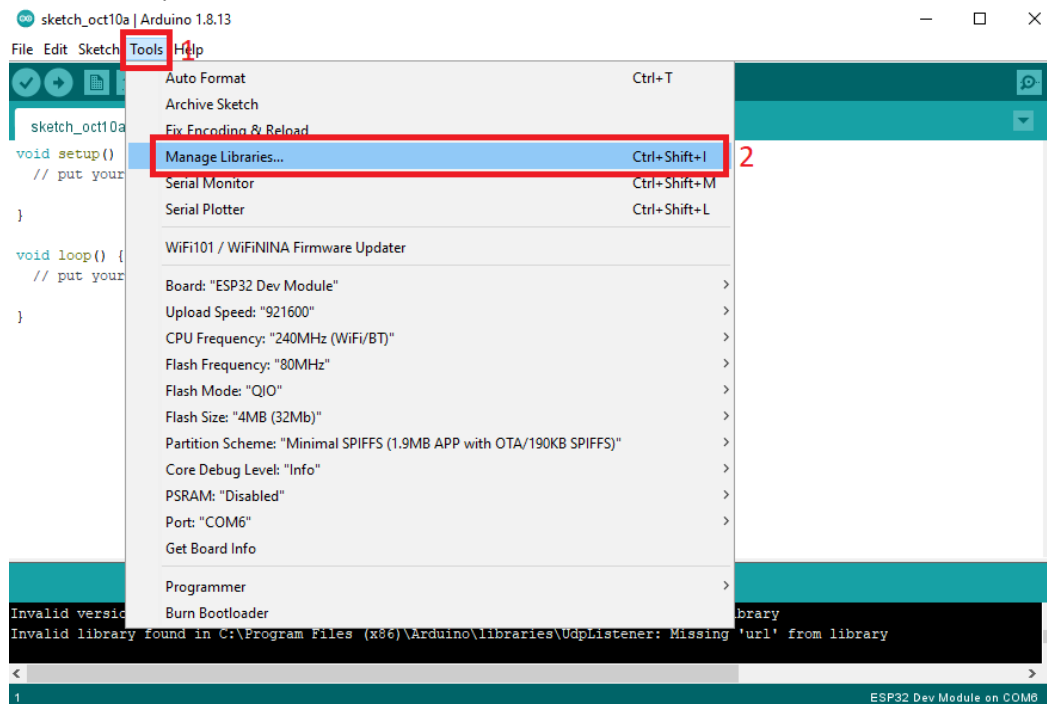 sketch_oct10a | Arduino 1.8.13
File Edit Sketch Tools Help
1
Auto Format Ctrl+T
Archive Sketch
sketch_oct10a
Fix Encoding & Reload
void setup()
Manage Libraries... Ctrl+Shift+I
2
// put your
Serial Monitor Ctrl+Shift+M
}
Serial Plotter Ctrl+Shift+L
WiFi101 / WiFiNINA Firmware Updater
void loop() {
// put your
Board: "ESP32 Dev Module"
}
Upload Speed: "921600"
CPU Frequency: "240MHz (WiFi/BT)"
Flash Frequency: "80MHz"
Flash Mode: "QIO"
Flash Size: "4MB (32Mb)"
Partition Scheme: "Minimal SPIFFS (1.9MB APP with OTA/190KB SPIFFS)"
Core Debug Level: "Info"
PSRAM: "Disabled"
Port: "COM6"
Get Board Info
Programmer
Burn Bootloader
Invalid versio brary
Invalid library found in C:\Program Files (x86)\Arduino\libraries\UdpListener: Missing 'url' from library
1
ESP32 Dev Module on COM6